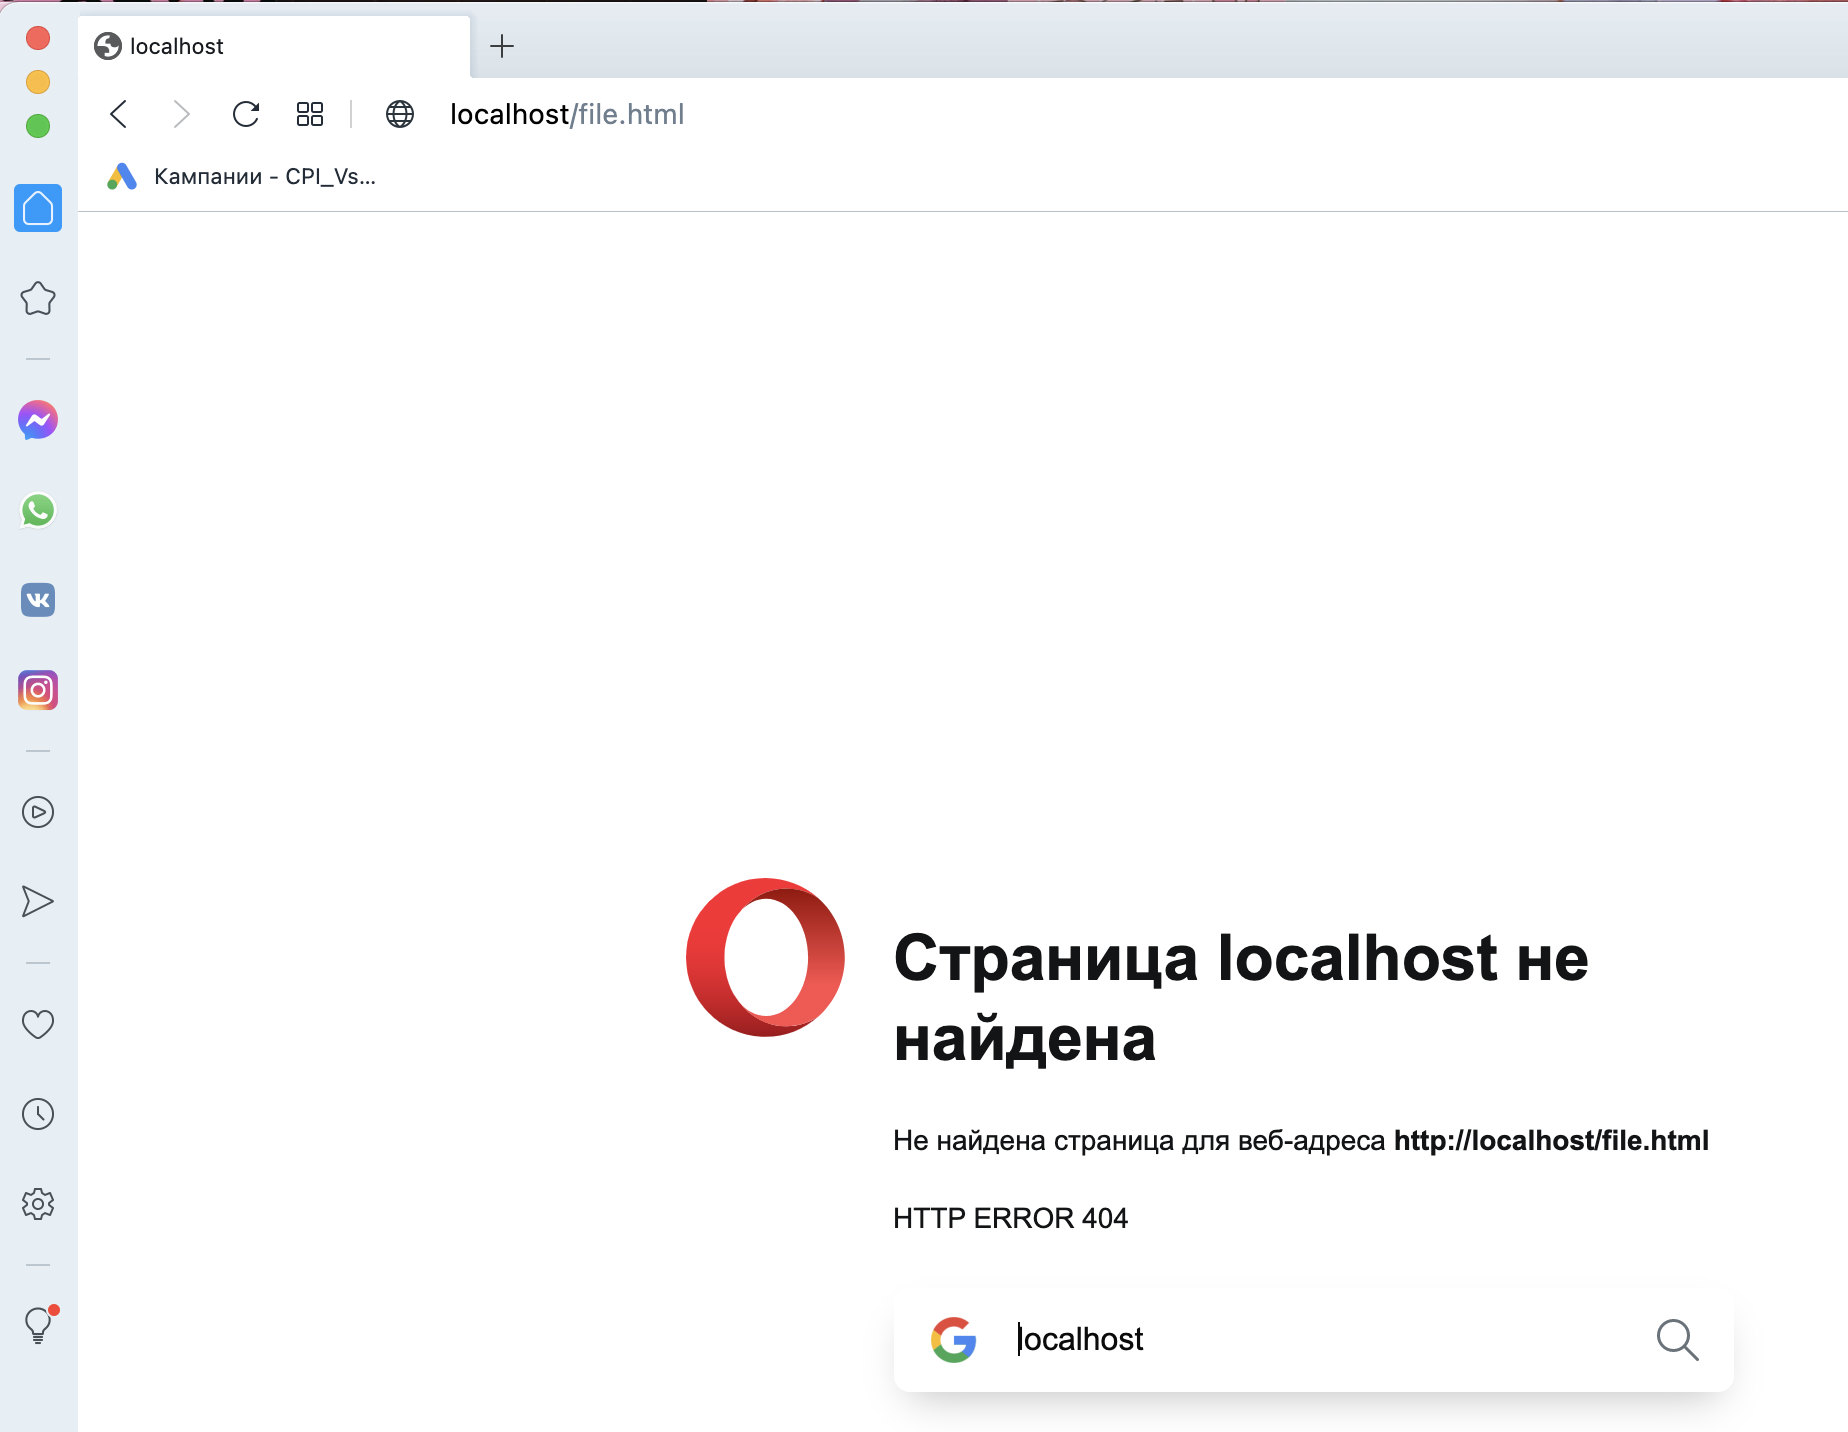 localhost
localhost/file.html
Кампании - CPI_Vs...
Страница localhost не
найдена
Не найдена страница для веб-адреса http://localhost/file.html
HTTP ERROR 404
localhost